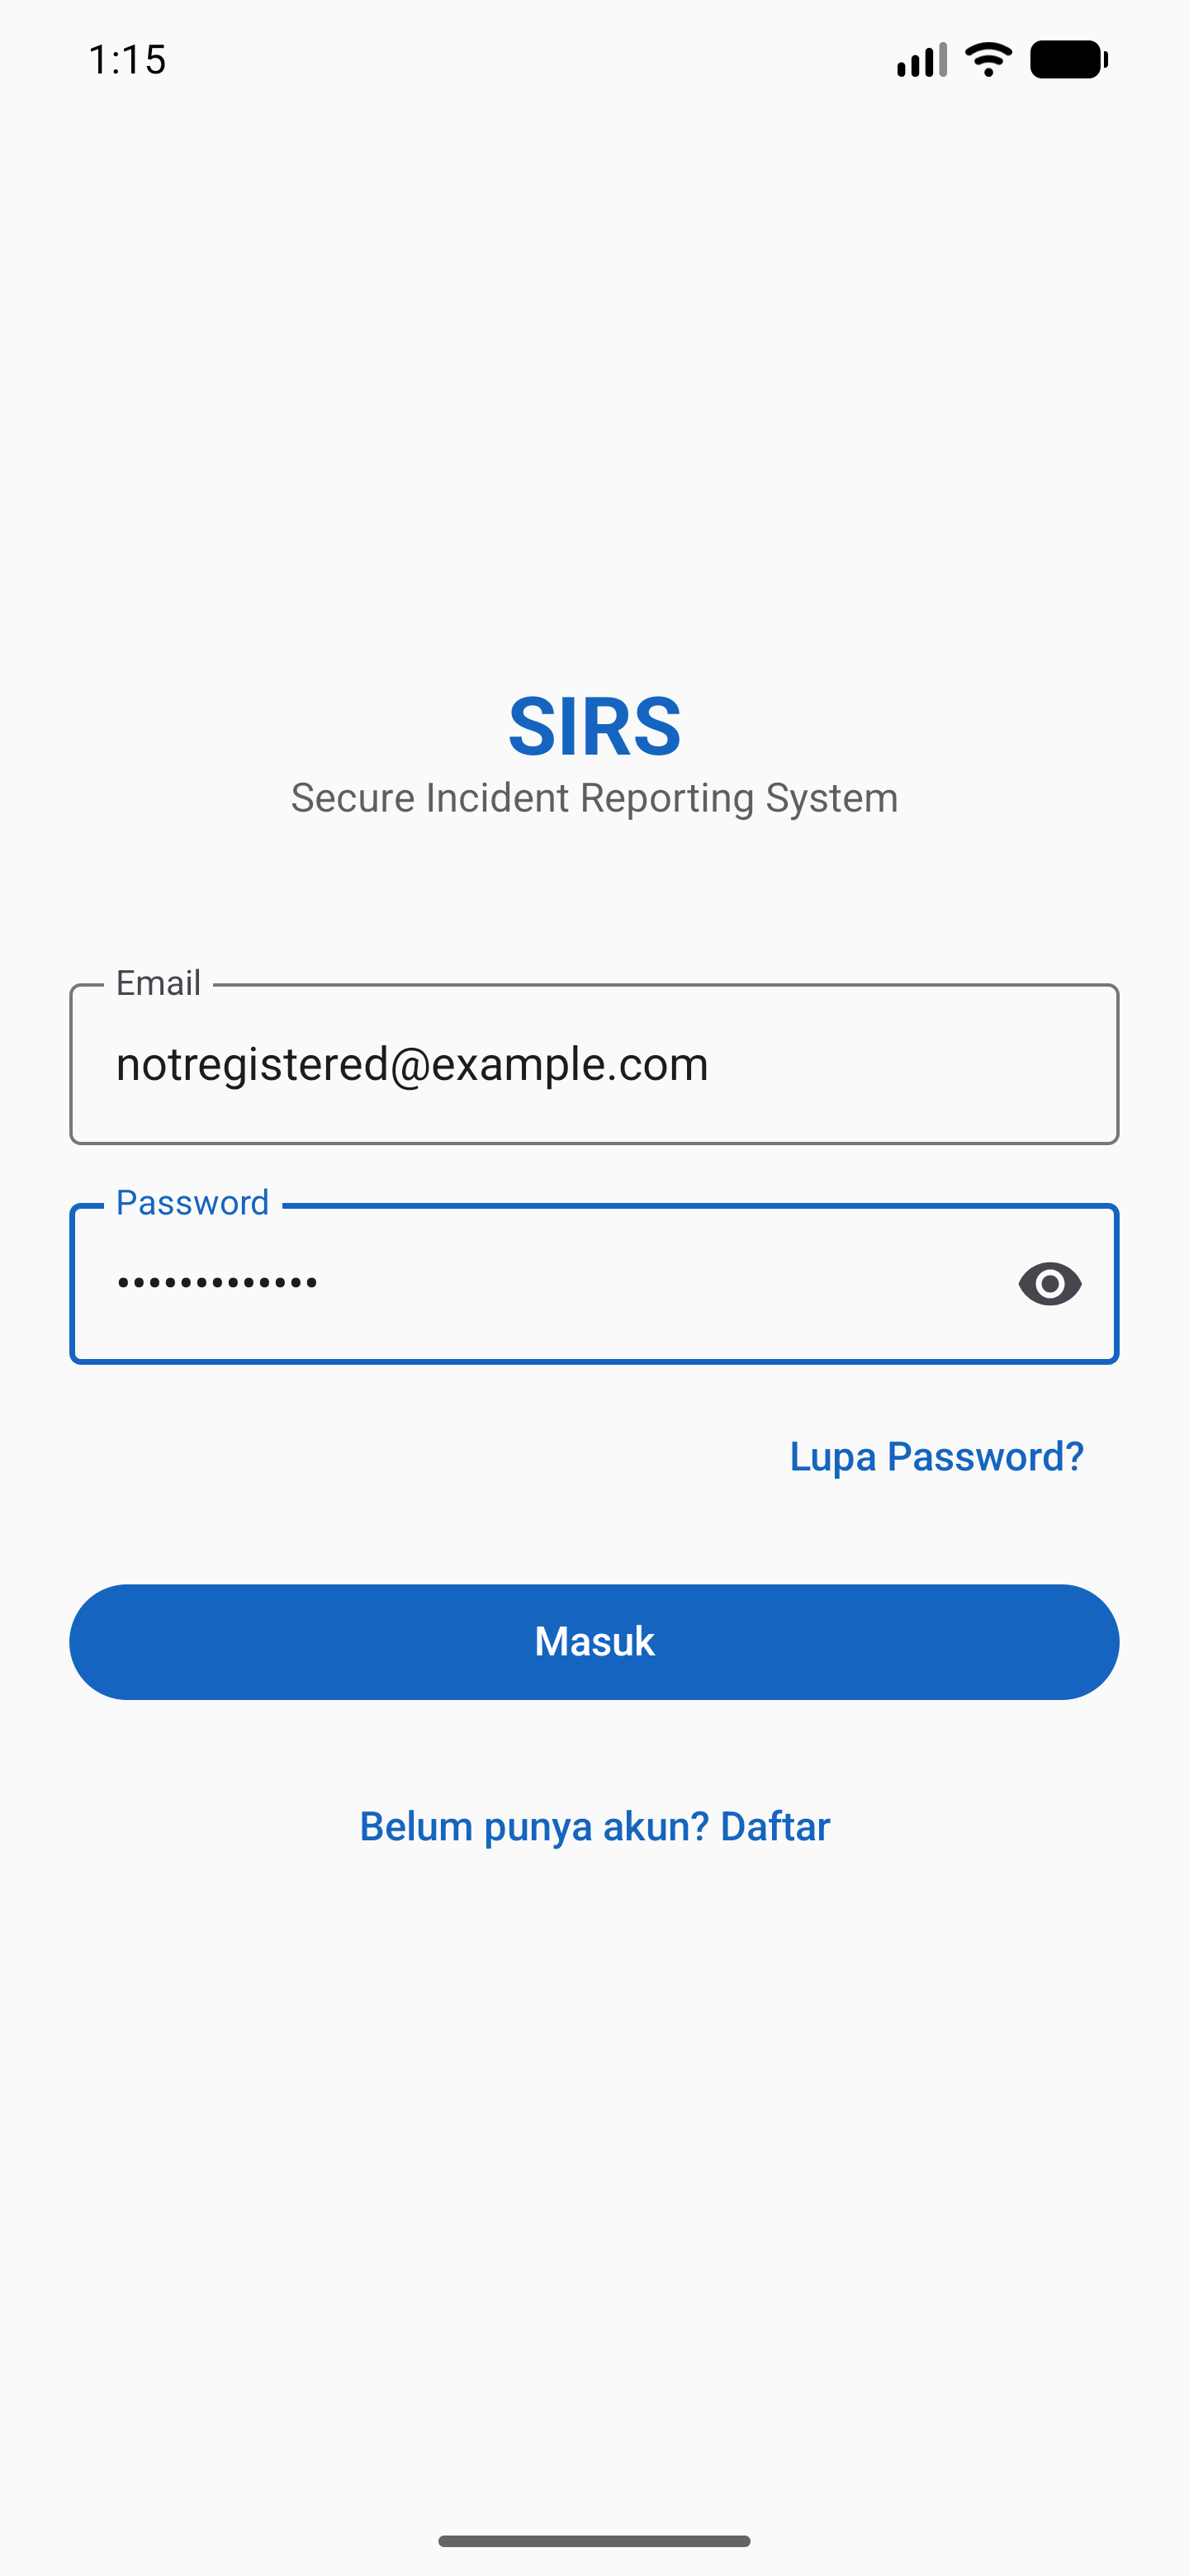 1:15
SIRS
Secure Incident Reporting System
Email
notregistered@example.com
Password
•••••••••••••
Lupa Password?
Masuk
Belum punya akun? Daftar